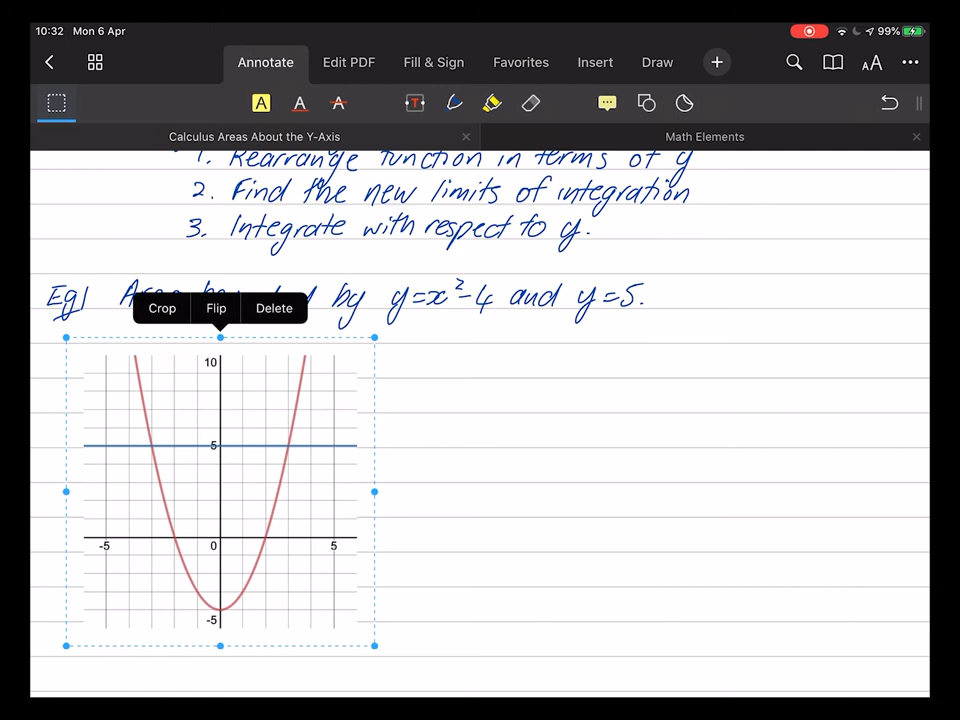 10:32 Mon 6 Apr 99%
Annotate Edit PDF Fill & Sign Favorites Insert Draw +
A A A T AA
Calculus Areas About the Y-Axis × Math Elements ×
1. Rearrange function in terms of y
2. Find the new limits of integration
3. Integrate with respect to y.
Eg1 Area by y=x²-4 and y=5.
Crop Flip Delete
10
5
-5 0 5
-5